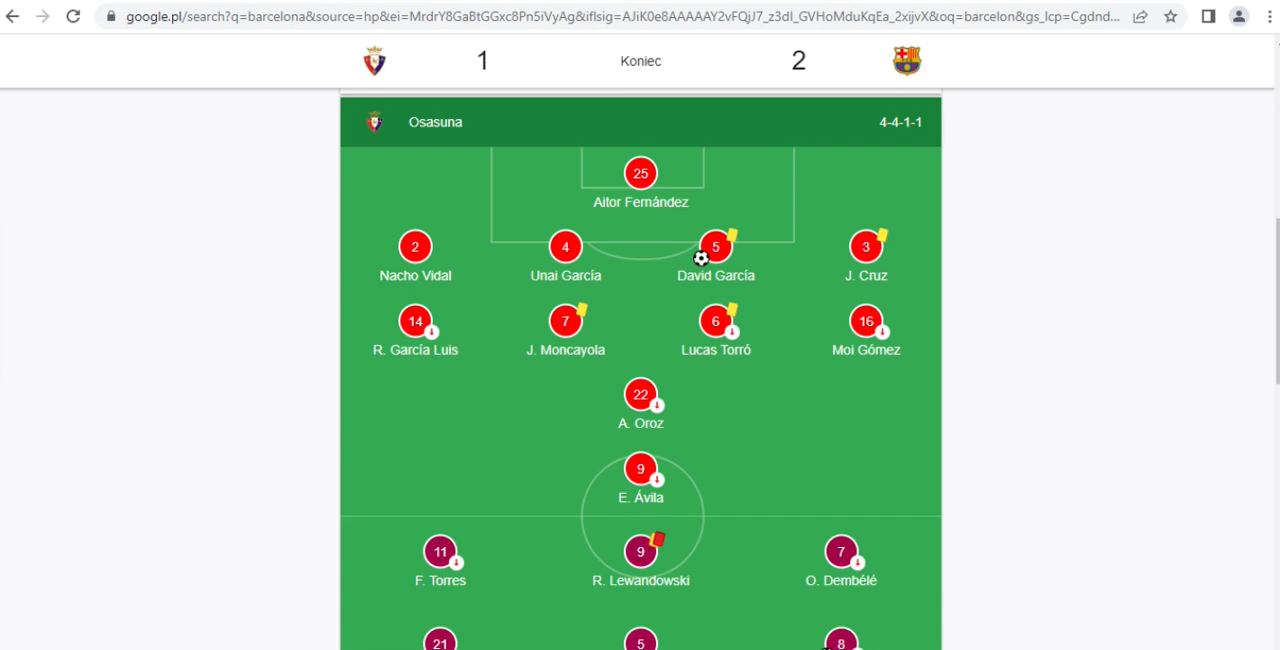 google.pl/search?q=barcelona&source=hp&ei=MrdrY8GaBtGGxc8Pn5iVyAg&iflsig=AJiK0e8AAAAAY2vFQjJ7_z3dl_GVHoMduKqEa_2xijvX&oq=barcelon&gs_lcp=Cgdnd...
1 Koniec 2
Osasuna 4-4-1-1
25
Aitor Fernández
2 4 5 3
Nacho Vidal Unai García David García J. Cruz
14 7 6 16
R. García Luis J. Moncayola Lucas Torró Moi Gómez
22
A. Oroz
9
E. Ávila
11 9 7
F. Torres R. Lewandowski O. Dembélé
21 5 8